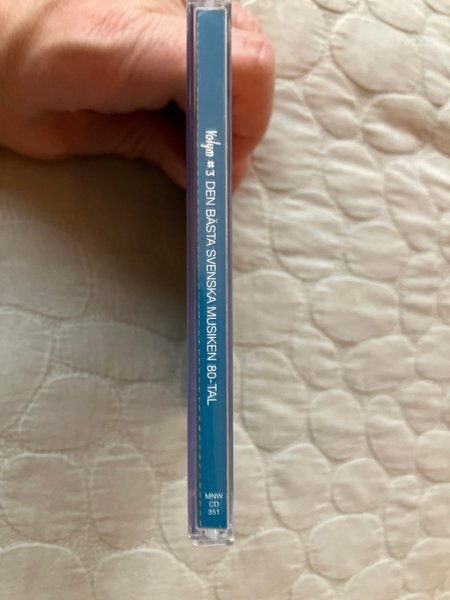 Volym #3 DEN BÄSTA SVENSKA MUSIKEN 80-TAL
MNW
CD
351